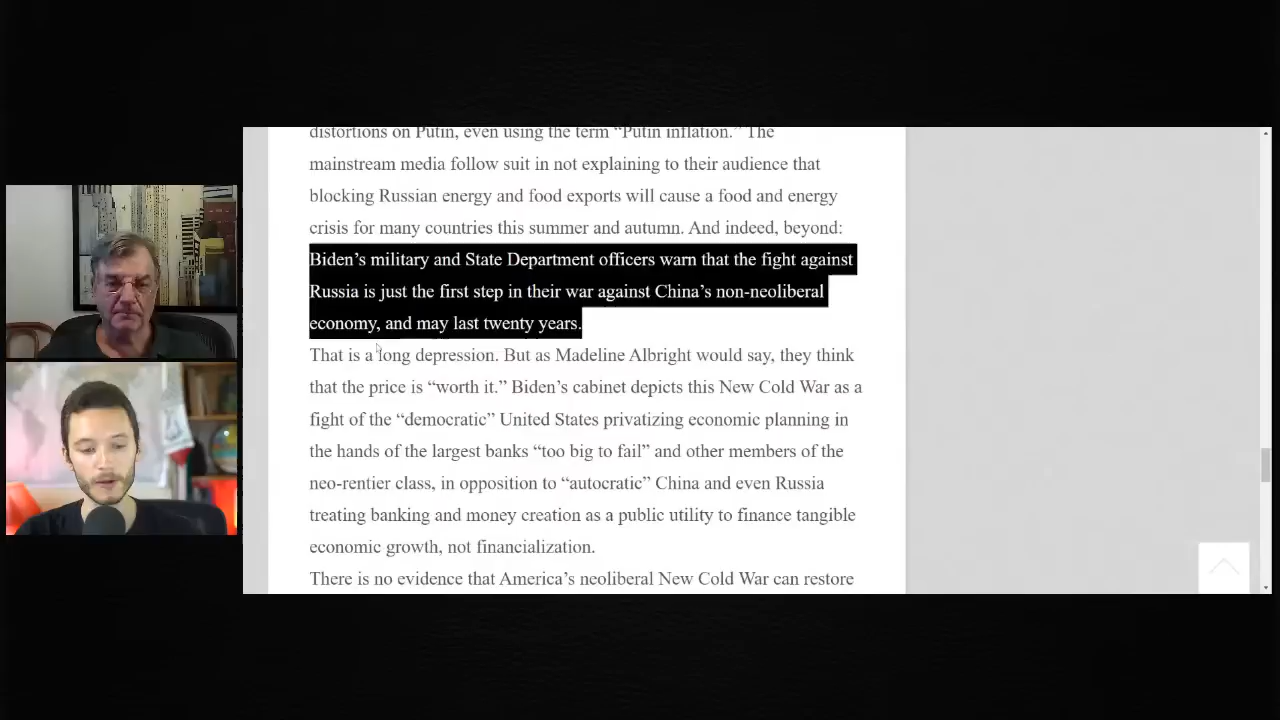 distortions on Putin, even using the term “Putin inflation.” The
mainstream media follow suit in not explaining to their audience that
blocking Russian energy and food exports will cause a food and energy
crisis for many countries this summer and autumn. And indeed, beyond:
Biden’s military and State Department officers warn that the fight against
Russia is just the first step in their war against China’s non-neoliberal
economy, and may last twenty years.
That is a long depression. But as Madeline Albright would say, they think
that the price is “worth it.” Biden’s cabinet depicts this New Cold War as a
fight of the “democratic” United States privatizing economic planning in
the hands of the largest banks “too big to fail” and other members of the
neo-rentier class, in opposition to “autocratic” China and even Russia
treating banking and money creation as a public utility to finance tangible
economic growth, not financialization.
There is no evidence that America’s neoliberal New Cold War can restore